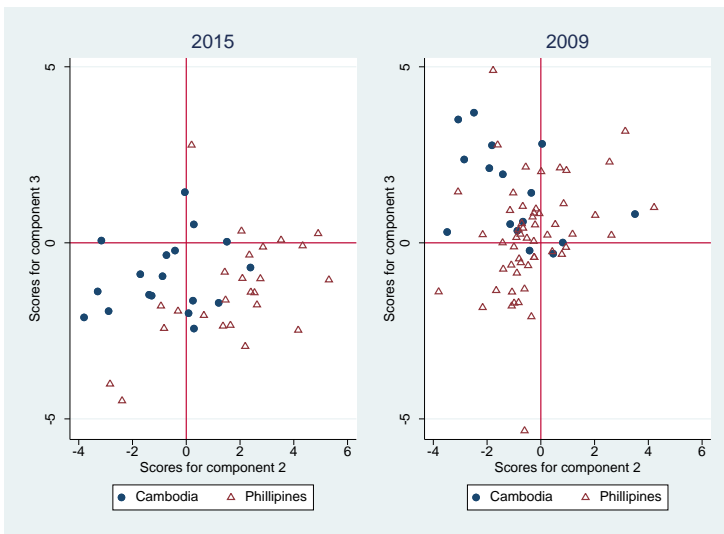 2015
2009
Scores for component 3
5
0
-5
-4 -2 0 2 4 6
Scores for component 2
Cambodia Phillipines
Scores for component 3
5
0
-5
-4 -2 0 2 4 6
Scores for component 2
Cambodia Phillipines